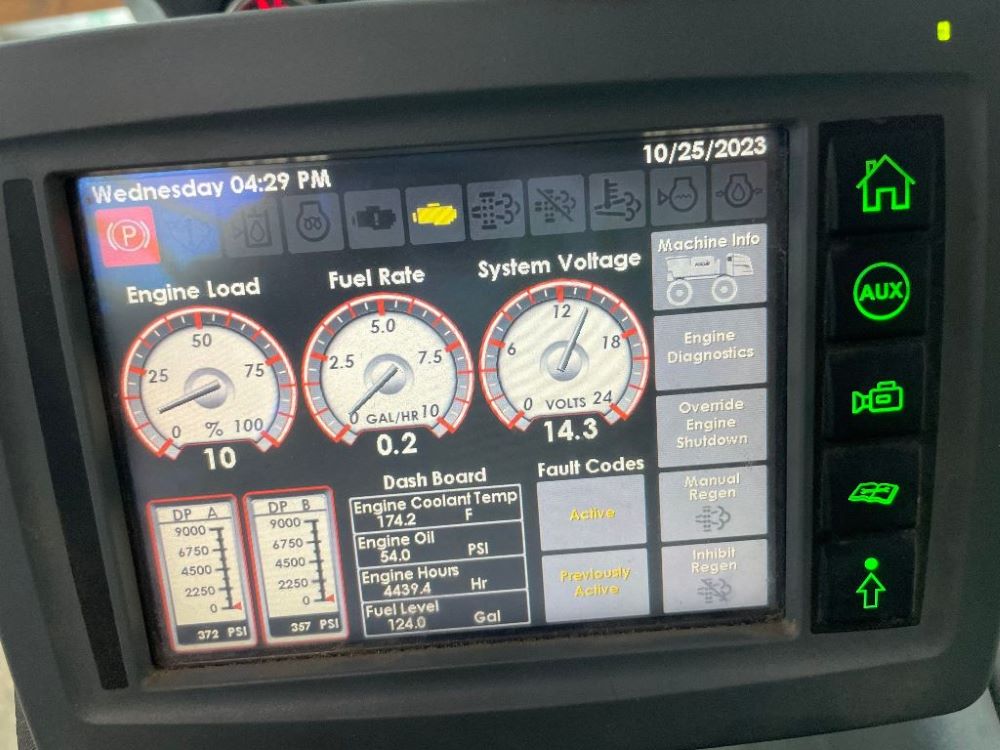 Wednesday 04:29 PM
10/25/2023
P
Engine Load
Fuel Rate
System Voltage
Machine Info
50
25
75
0
%
100
10
5.0
2.5
7.5
0
GAL/HR
10
0.2
12
6
18
0
VOLTS
24
14.3
Engine
Diagnostics
Override
Engine
Shutdown
Manual
Regen
Inhibit
Regen
AUX
DP A
9000
6750
4500
2250
0
372 PSI
DP B
9000
6750
4500
2250
0
357 PSI
Dash Board
Engine Coolant Temp
174.2 F
Engine Oil
54.0 PSI
Engine Hours
4439.4 Hr
Fuel Level
124.0 Gal
Fault Codes
Active
Previously
Active